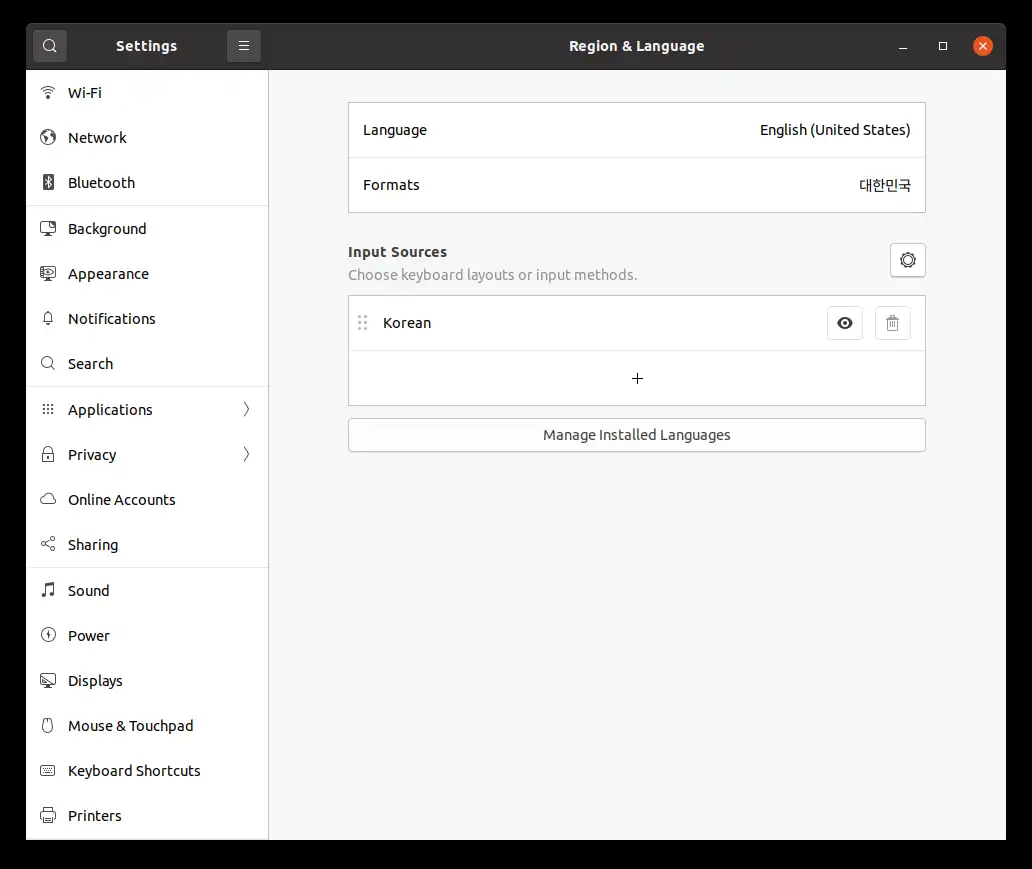 Settings
Region & Language
Wi-Fi
Network
Bluetooth
Background
Appearance
Notifications
Search
Applications
Privacy
Online Accounts
Sharing
Sound
Power
Displays
Mouse & Touchpad
Keyboard Shortcuts
Printers
Language English (United States)
Formats 대한민국
Input Sources
Choose keyboard layouts or input methods.
Korean
Manage Installed Languages